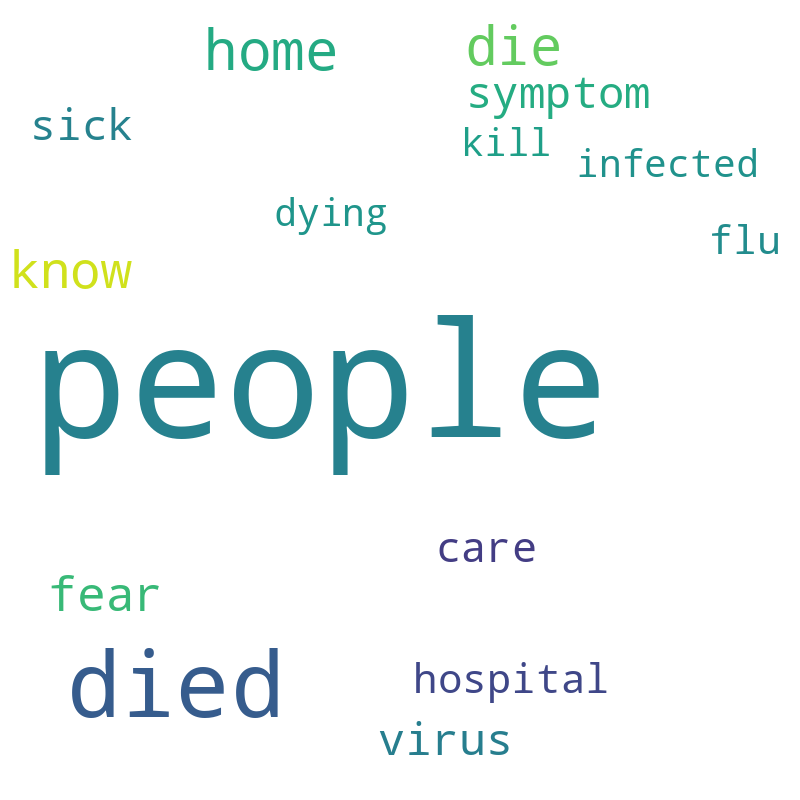 home
die
symptom
sick
kill
infected
dying
flu
know
people
care
fear
died
hospital
virus